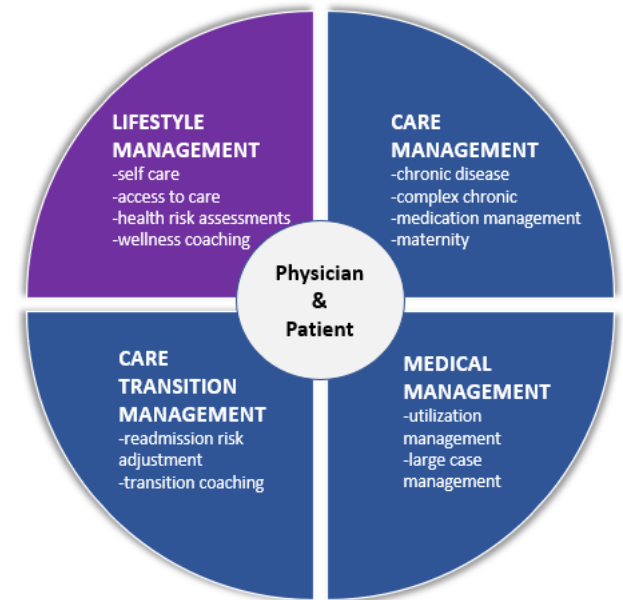 LIFESTYLE
MANAGEMENT
-self care
-access to care
-health risk assessments
-wellness coaching
CARE
MANAGEMENT
-chronic disease
-complex chronic
-medication management
-maternity
Physician
&
Patient
CARE
TRANSITION
MANAGEMENT
-readmission risk
adjustment
-transition coaching
MEDICAL
MANAGEMENT
-utilization
management
-large case
management